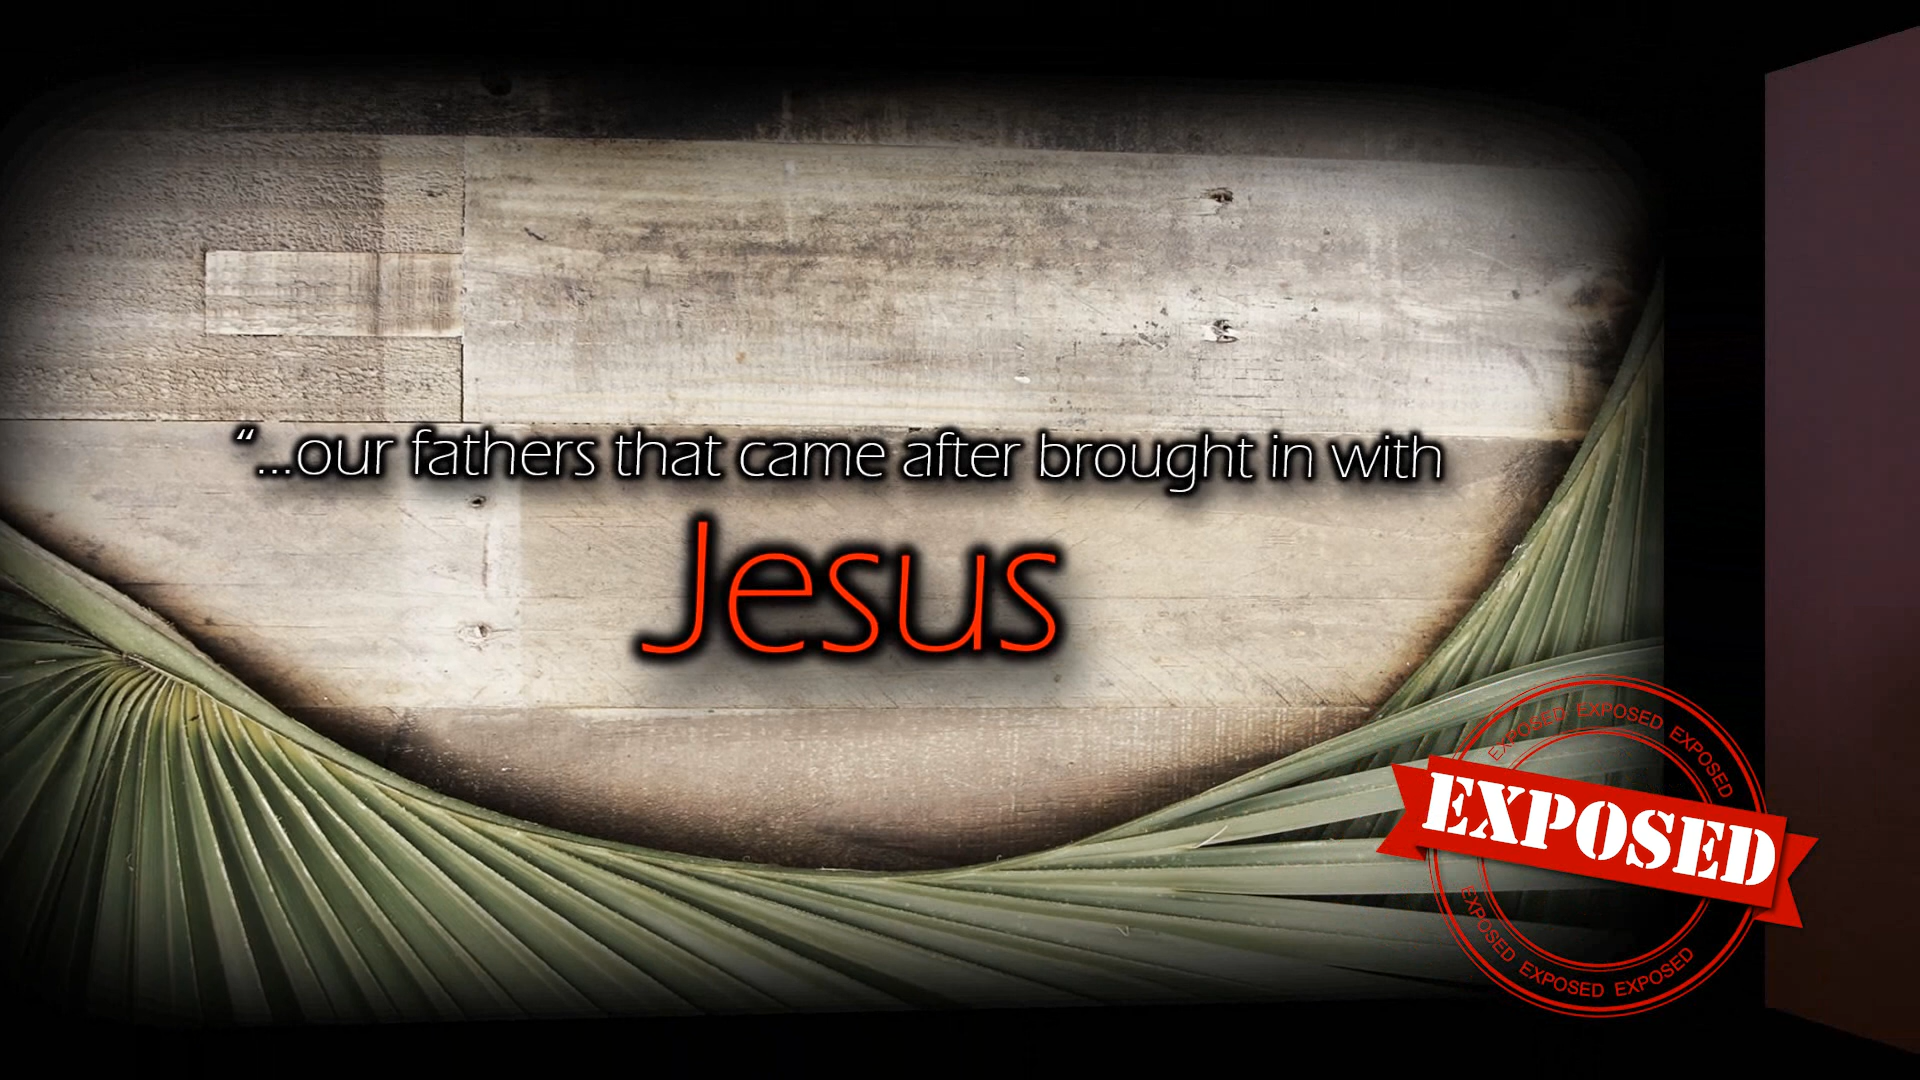 “...our fathers that came after brought in with
Jesus
EXPOSED EXPOSED EXPOSED
EXPOSED
EXPOSED EXPOSED EXPOSED